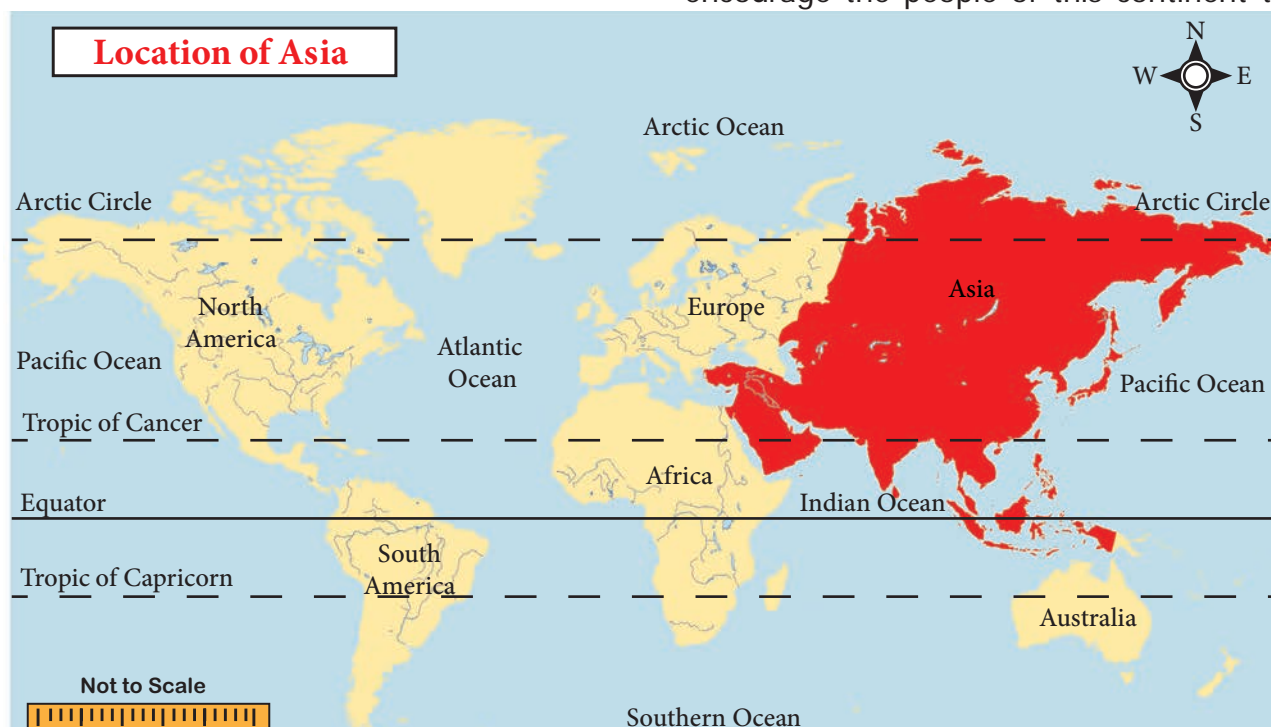 encourage the people of this continent t
Location of Asia
N
W
E
S
Arctic Ocean
Arctic Circle
Arctic Circle
Asia
North
America
Europe
Pacific Ocean
Atlantic
Ocean
Pacific Ocean
Tropic of Cancer
Africa
Equator
Indian Ocean
South
America
Tropic of Capricorn
Australia
Not to Scale
Southern Ocean